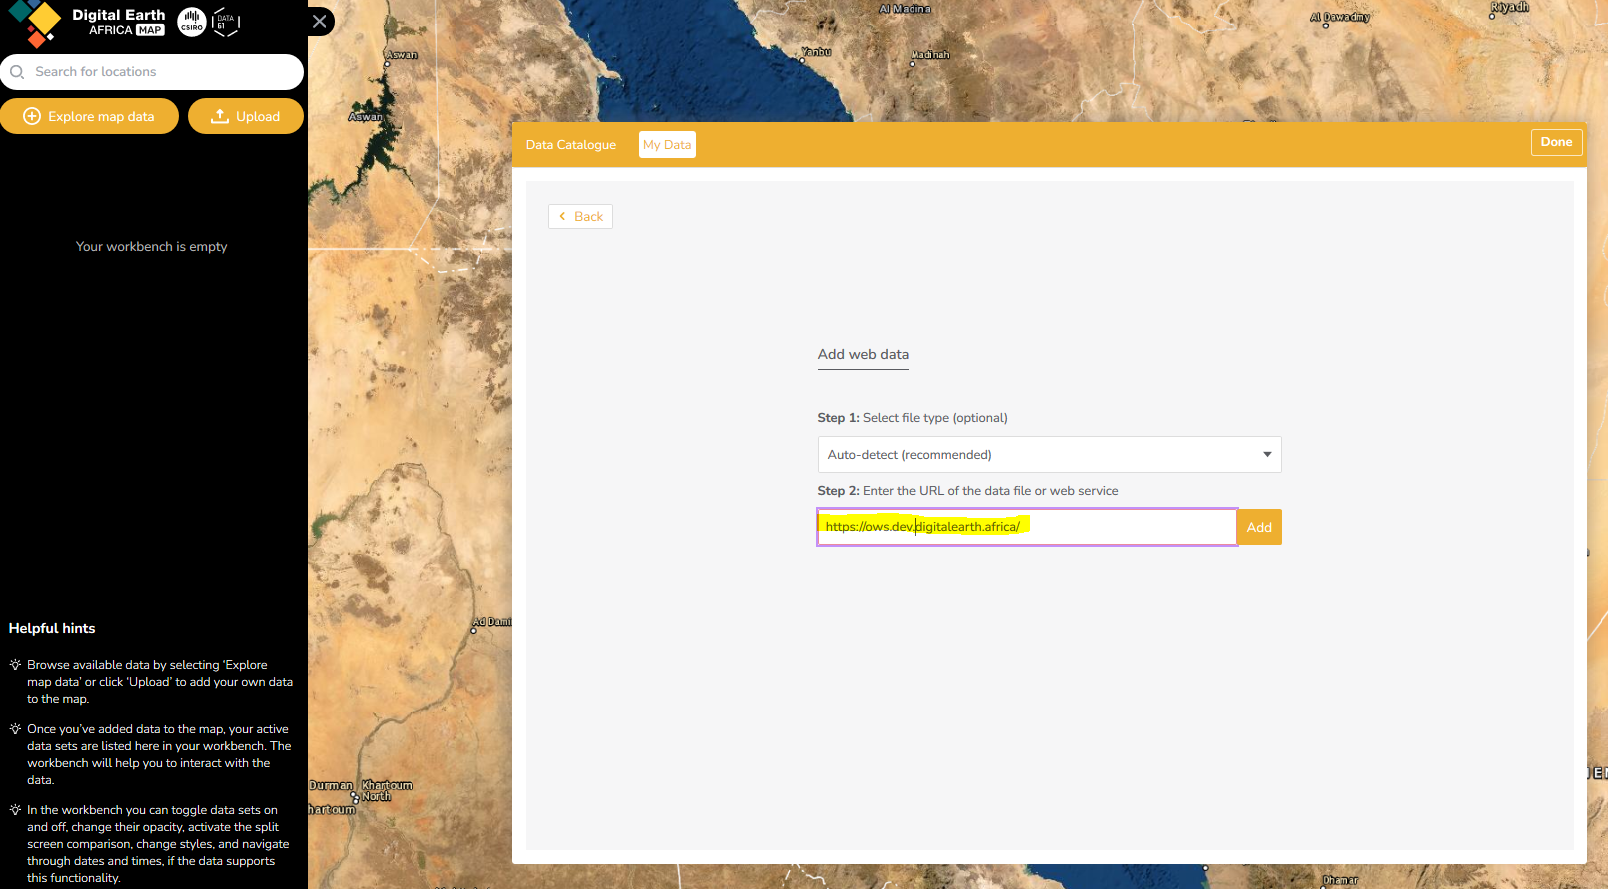 Digital Earth
AFRICA MAP
CSIRO
DATA
61
Search for locations
Explore map data
Upload
Your workbench is empty
Helpful hints
Browse available data by selecting ‘Explore
map data’ or click ‘Upload’ to add your own data
to the map.
Once you’ve added data to the map, your active
data sets are listed here in your workbench. The
workbench will help you to interact with the
data.
In the workbench you can toggle data sets on
and off, change their opacity, activate the split
screen comparison, change styles, and navigate
through dates and times, if the data supports
this functionality.
Al Macina
Riyadh
Al Dawadmy
Aswan
Yanbu
Madinah
Aswan
Data Catalogue
My Data
Done
Back
Add web data
Step 1: Select file type (optional)
Auto-detect (recommended)
Step 2: Enter the URL of the data file or web service
https://ows.dev.digitalearth.africa/
Add
Ad Dami
Durman
Khartoum
North
hartoum
Dhamar